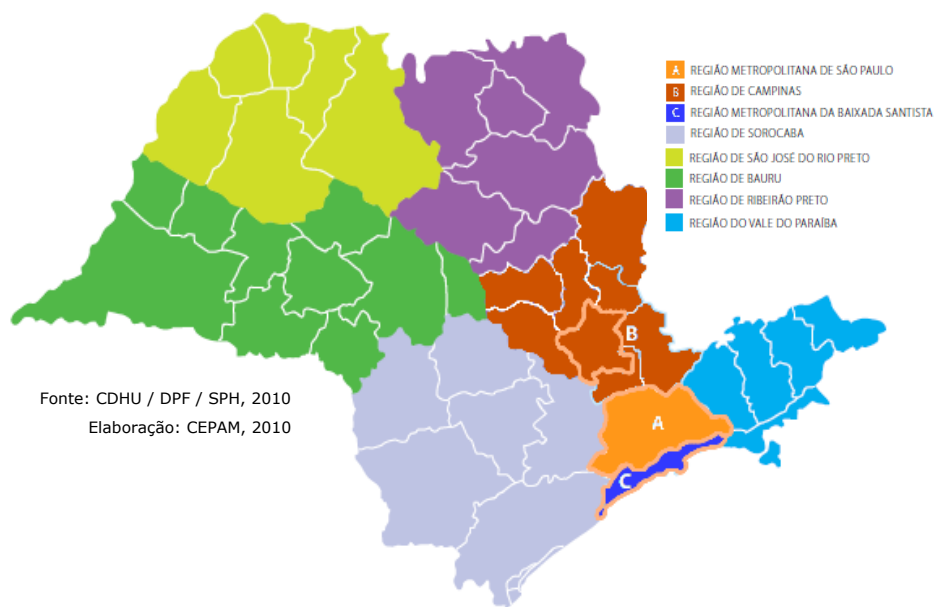 A REGIÃO METROPOLITANA DE SÃO PAULO
B REGIÃO DE CAMPINAS
C REGIÃO METROPOLITANA DA BAIXADA SANTISTA
REGIÃO DE SOROCABA
REGIÃO DE SÃO JOSÉ DO RIO PRETO
REGIÃO DE BAURU
REGIÃO DE RIBEIRÃO PRETO
REGIÃO DO VALE DO PARAÍBA
B
Fonte: CDHU / DPF / SPH, 2010
Elaboração: CEPAM, 2010
A
C